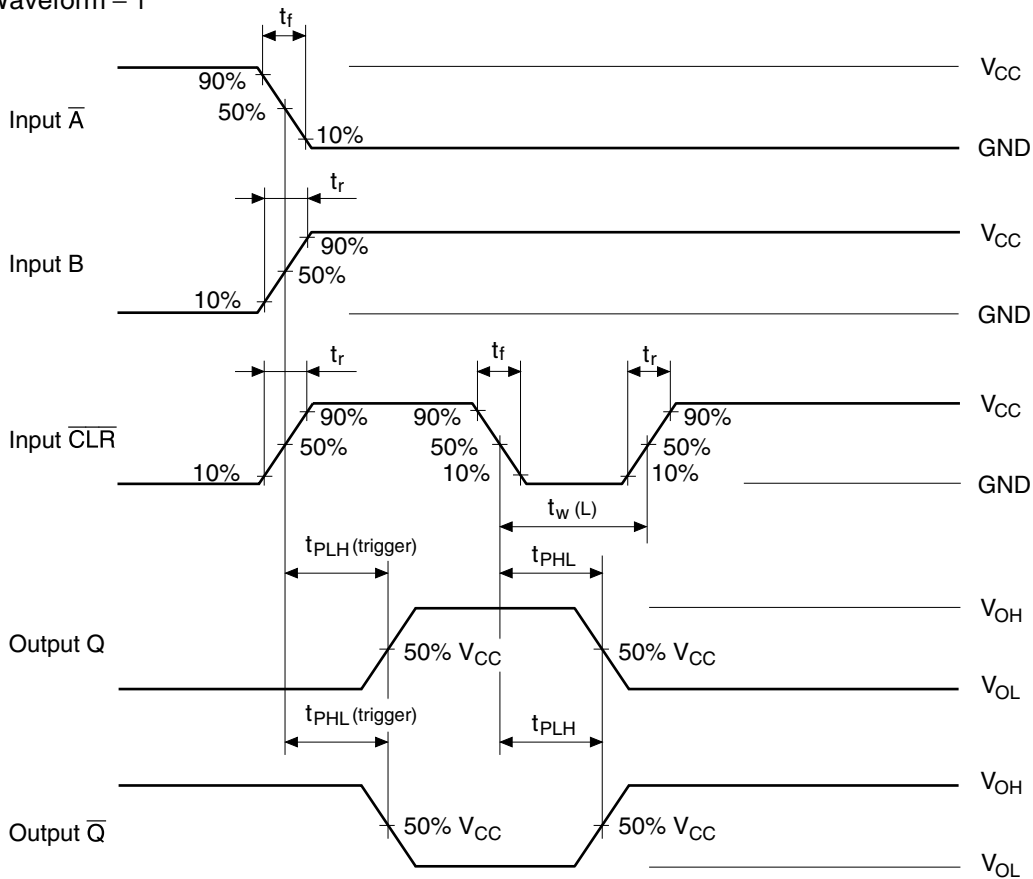 Waveform – 1
tf
90%
50%
10%
Input A̅
VCC
GND
tr
90%
50%
10%
Input B
VCC
GND
tr
tf
tr
90%
90%
90%
50%
50%
50%
10%
10%
10%
Input C̅L̅R̅
VCC
GND
tw (L)
tPLH (trigger)
tPHL
Output Q
50% VCC
50% VCC
VOH
VOL
tPHL (trigger)
tPLH
Output Q̅
50% VCC
50% VCC
VOH
VOL